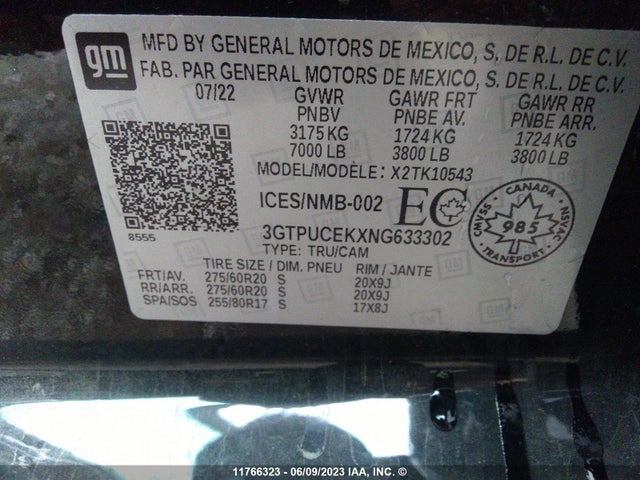 gm
MFD BY GENERAL MOTORS DE MEXICO, S. DE R.L. DE C.V.
FAB. PAR GENERAL MOTORS DE MEXICO, S. DE R.L. DE C.V.
07/22 GVWR GAWR FRT GAWR RR
PNBV PNBE AV. PNBE ARR.
3175 KG 1724 KG 1724 KG
7000 LB 3800 LB 3800 LB
MODEL/MODÈLE: X2TK10543
ICES/NMB-002 EC
CANADA
SSVMC 985 NSVAC
TRANSPORT
8555
3GTPUCEKXNG633302
TYPE: TRU/CAM
TIRE SIZE / DIM. PNEU RIM / JANTE
FRT/AV. 275/60R20 S 20X9J
RR/ARR. 275/60R20 S 20X9J
SPA/SOS 255/80R17 S 17X8J
11766323 - 06/09/2023 IAA, INC. ©